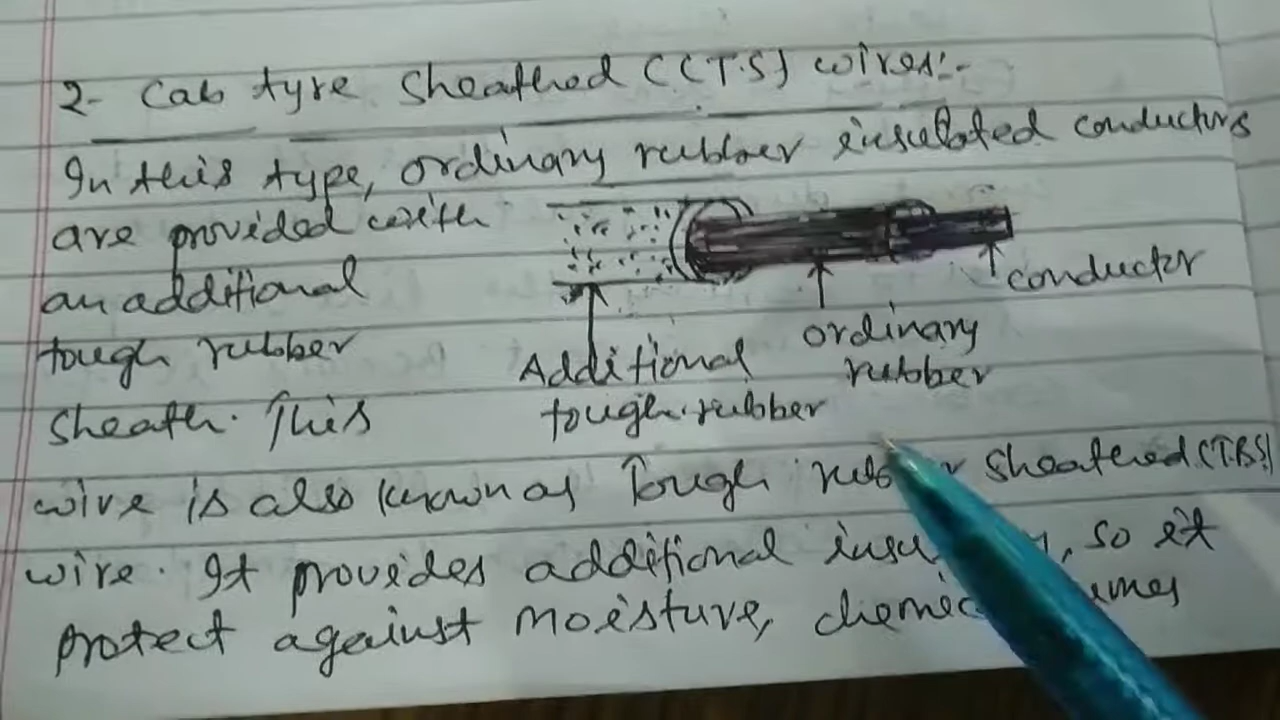 2- Cab tyre Sheathed (C.T.S) wires:-
In this type, ordinary rubber insulated conductors
are provided with
an additional
tough rubber
sheath. This
conductor
ordinary
rubber
Additional
tough rubber
wire is also known as Tough sheathed (T.R.S)
wire. It provides additional so it
protect against moisture,